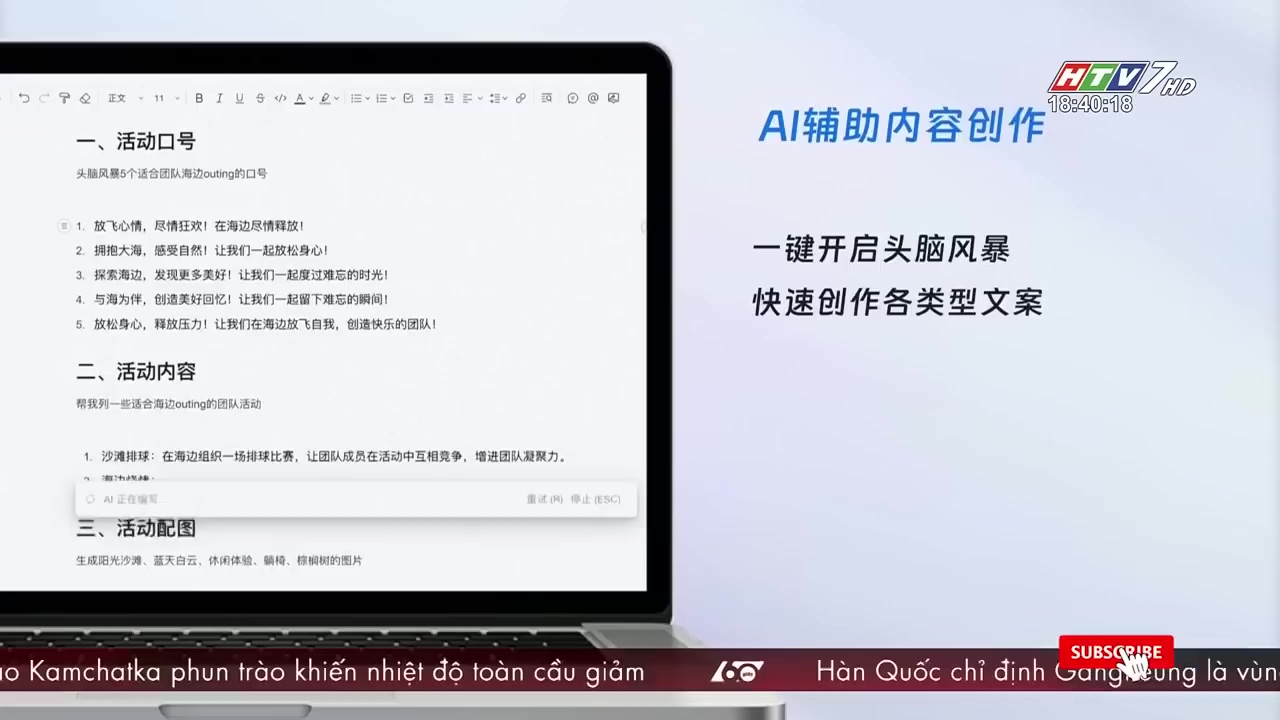 HTV7 HD
18:40:18
AI辅助内容创作
一键开启头脑风暴
快速创作各类型文案
正文 11 B I U S A
一、活动口号
头脑风暴5个适合团队海边outing的口号
1. 放飞心情，尽情狂欢！在海边尽情释放！
2. 拥抱大海，感受自然！让我们一起放松身心！
3. 探索海边，发现更多美好！让我们一起度过难忘的时光！
4. 与海为伴，创造美好回忆！让我们一起留下难忘的瞬间！
5. 放松身心，释放压力！让我们在海边放飞自我，创造快乐的团队！
二、活动内容
帮我列一些适合海边outing的团队活动
1. 沙滩排球：在海边组织一场排球比赛，让团队成员在活动中互相竞争，增进团队凝聚力。
2. 海边烧烤：
AI 正在编写... 重试 (R) 停止 (ESC)
三、活动配图
生成阳光沙滩、蓝天白云、休闲体验、躺椅、棕榈树的图片
SUBSCRIBE
ao Kamchatka phun trào khiến nhiệt độ toàn cầu giảm 60 giây Hàn Quốc chỉ định Gangneung là vùn